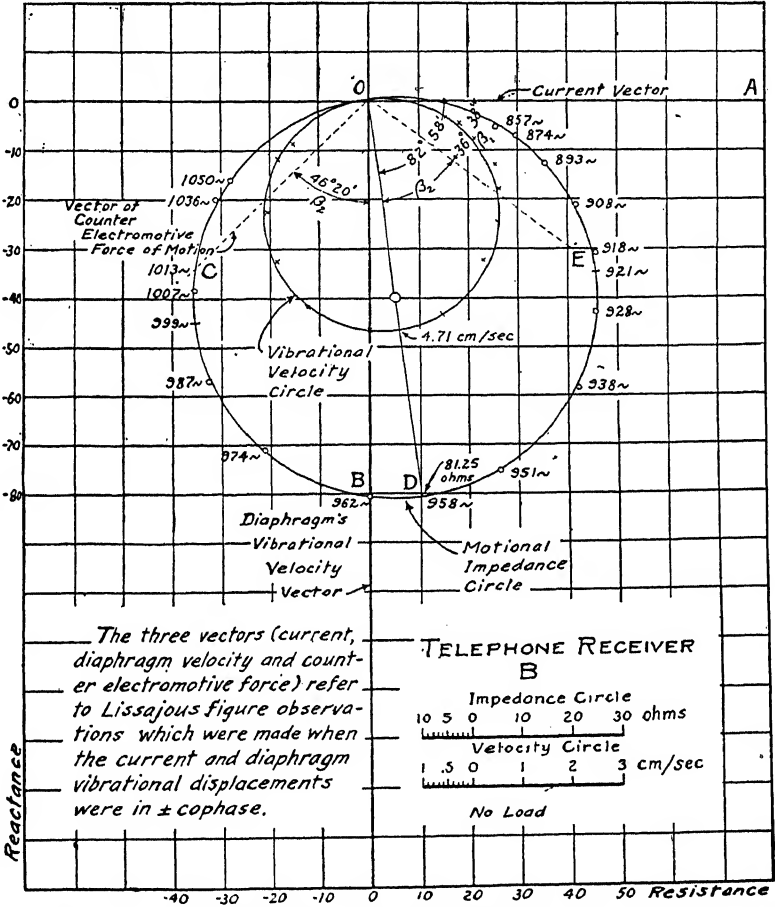 O
Current Vector
A
0
-10
-20
-30
-40
-50
-60
-70
-80
857~
874~
893~
908~
918~
E
921~
928~
938~
951~
958~
962~
974~
987~
999~
1007~
1013~
C
1036~
1050~
82°58'
36°38'
β₁
β₂
46°20'
β₂
Vector of
Counter
Electromotive
Force of Motion
4.71 cm/sec
Vibrational
Velocity
Circle
B
D
81.25
ohms
Diaphragm's
Vibrational
Velocity
Vector
Motional
Impedance
Circle
The three vectors (current,
diaphragm velocity and count-
er electromotive force) refer
to Lissajous figure observa-
tions which were made when
the current and diaphragm
vibrational displacements
were in ± cophase.
TELEPHONE RECEIVER
B
Impedance Circle
10 5 0 10 20 30 ohms
Velocity Circle
1 .5 0 1 2 3 cm/sec
No Load
Reactance
-40 -30 -20 -10 0 10 20 30 40 50 Resistance